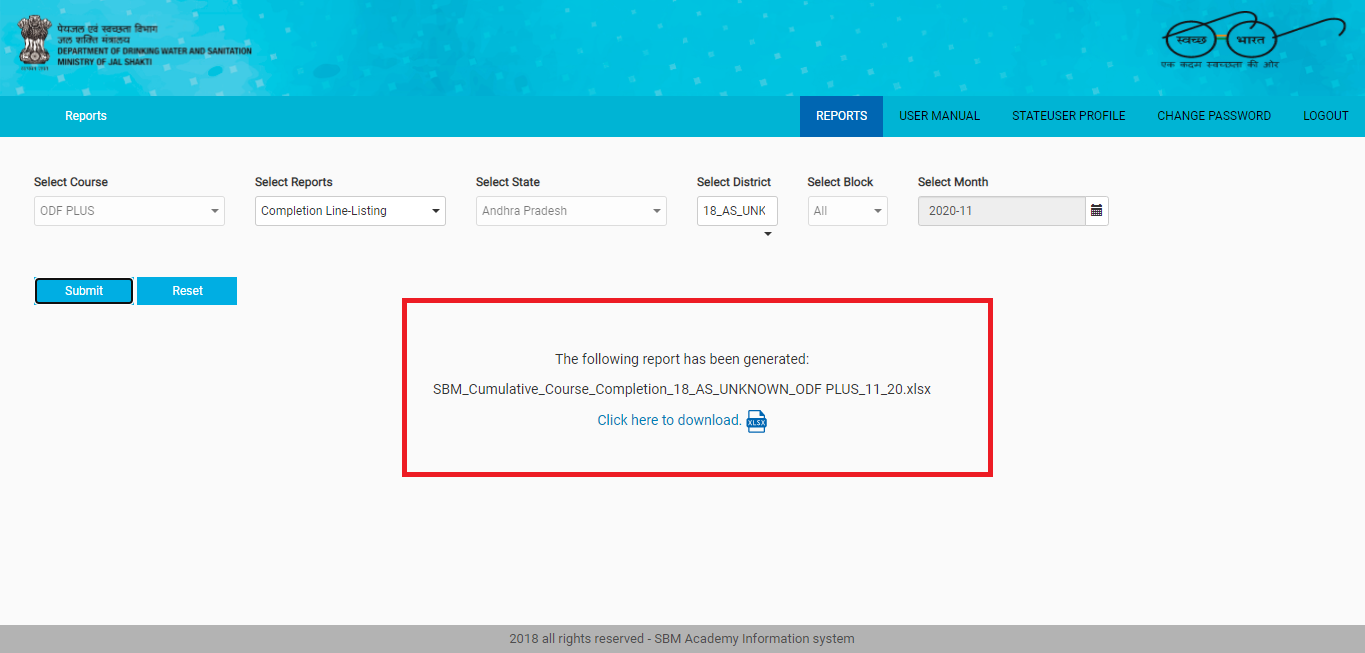 पेयजल एवं स्वच्छता विभाग
जल शक्ति मंत्रालय
DEPARTMENT OF DRINKING WATER AND SANITATION
MINISTRY OF JAL SHAKTI
स्वच्छ भारत
एक कदम स्वच्छता की ओर
Reports
REPORTS
USER MANUAL
STATEUSER PROFILE
CHANGE PASSWORD
LOGOUT
Select Course
ODF PLUS
Select Reports
Completion Line-Listing
Select State
Andhra Pradesh
Select District
18_AS_UNK
Select Block
All
Select Month
2020-11
Submit
Reset
The following report has been generated:
SBM_Cumulative_Course_Completion_18_AS_UNKNOWN_ODF PLUS_11_20.xlsx
Click here to download. XLSX
2018 all rights reserved - SBM Academy Information system